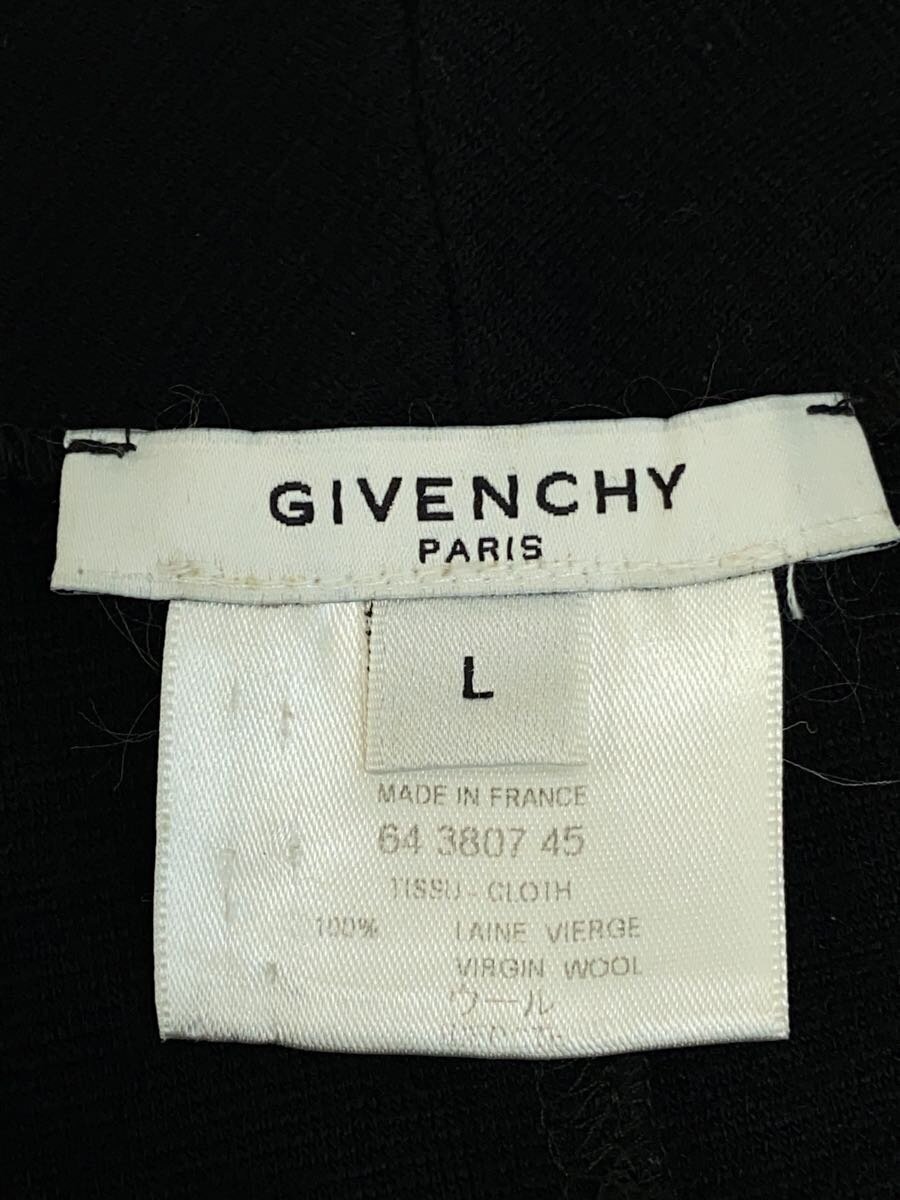 GIVENCHY
PARIS
L
MADE IN FRANCE
64 3807 45
TISSU - CLOTH
100% LAINE VIERGE
VIRGIN WOOL
ウール